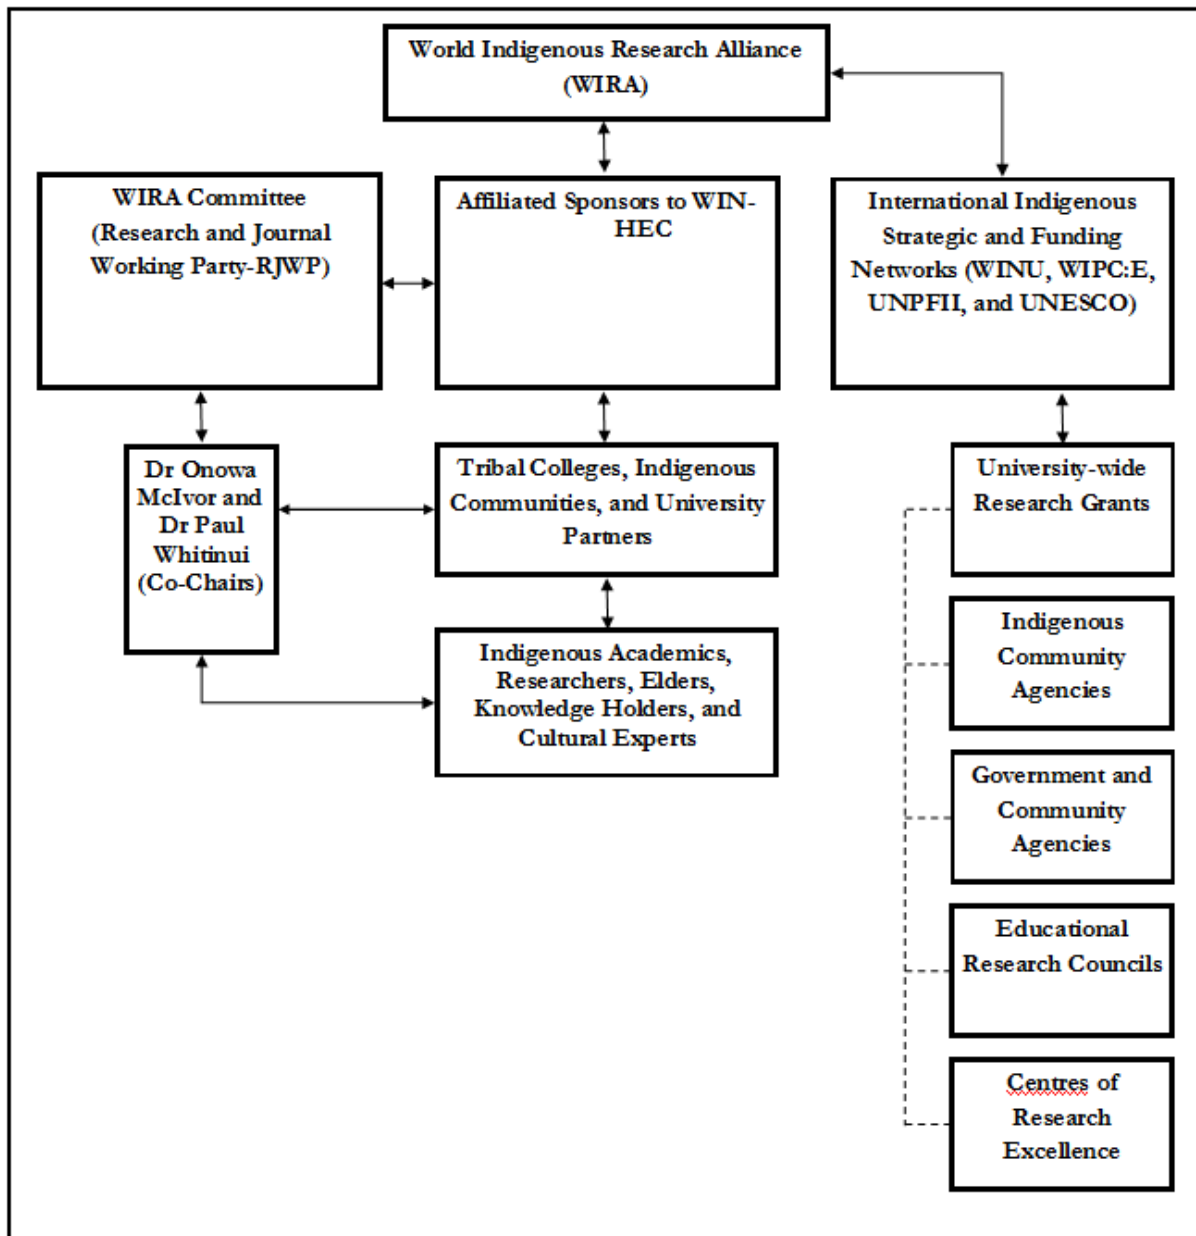 World Indigenous Research Alliance
(WIRA)
WIRA Committee
(Research and Journal
Working Party-RJWP)
Affiliated Sponsors to WIN-
HEC
International Indigenous
Strategic and Funding
Networks (WINU, WIPC:E,
UNPFII, and UNESCO)
Dr Onowa
McIvor and
Dr Paul
Whitinui
(Co-Chairs)
Tribal Colleges, Indigenous
Communities, and University
Partners
University-wide
Research Grants
Indigenous Academics,
Researchers, Elders,
Knowledge Holders, and
Cultural Experts
Indigenous
Community
Agencies
Government and
Community
Agencies
Educational
Research Councils
Centres of
Research
Excellence